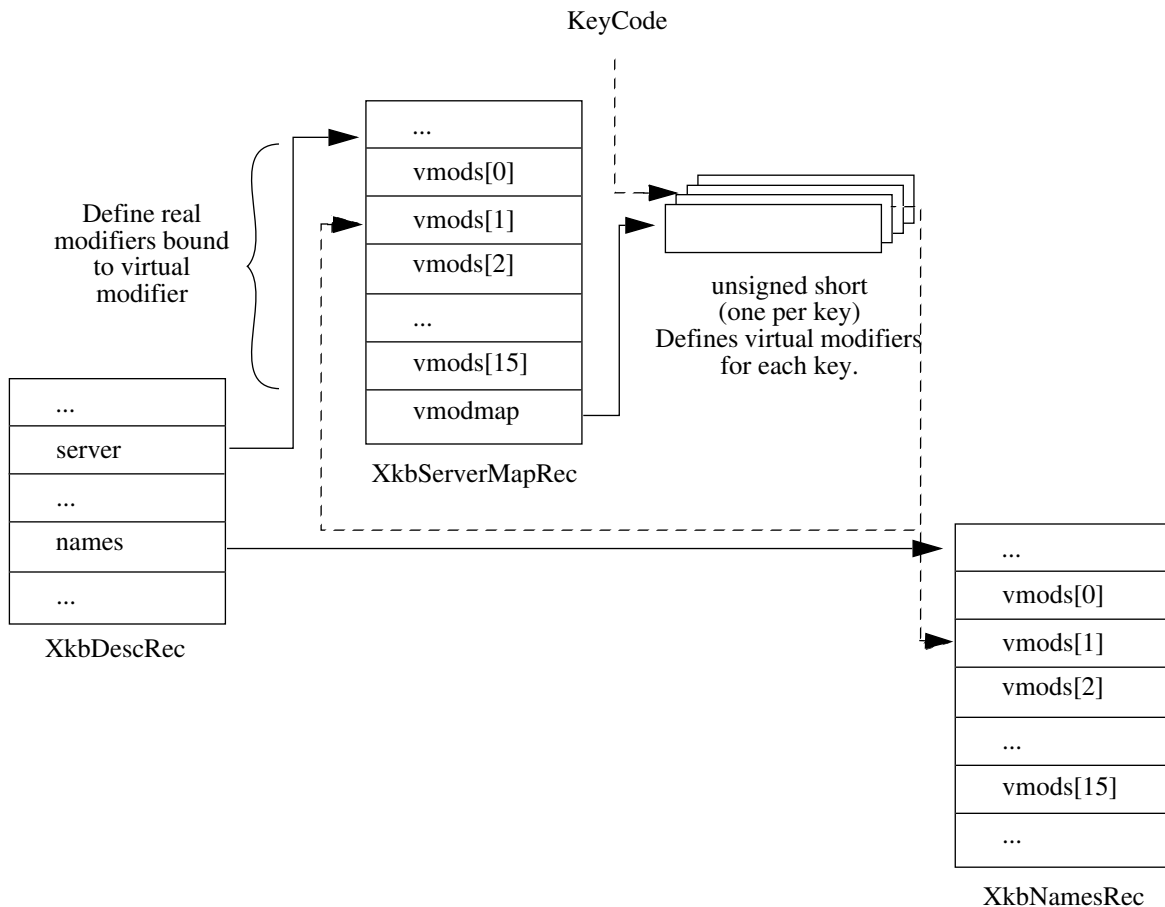 KeyCode
...
vmods[0]
vmods[1]
vmods[2]
...
vmods[15]
vmodmap
XkbServerMapRec
Define real
modifiers bound
to virtual
modifier
unsigned short
(one per key)
Defines virtual modifiers
for each key.
...
server
...
names
...
XkbDescRec
...
vmods[0]
vmods[1]
vmods[2]
...
vmods[15]
...
XkbNamesRec